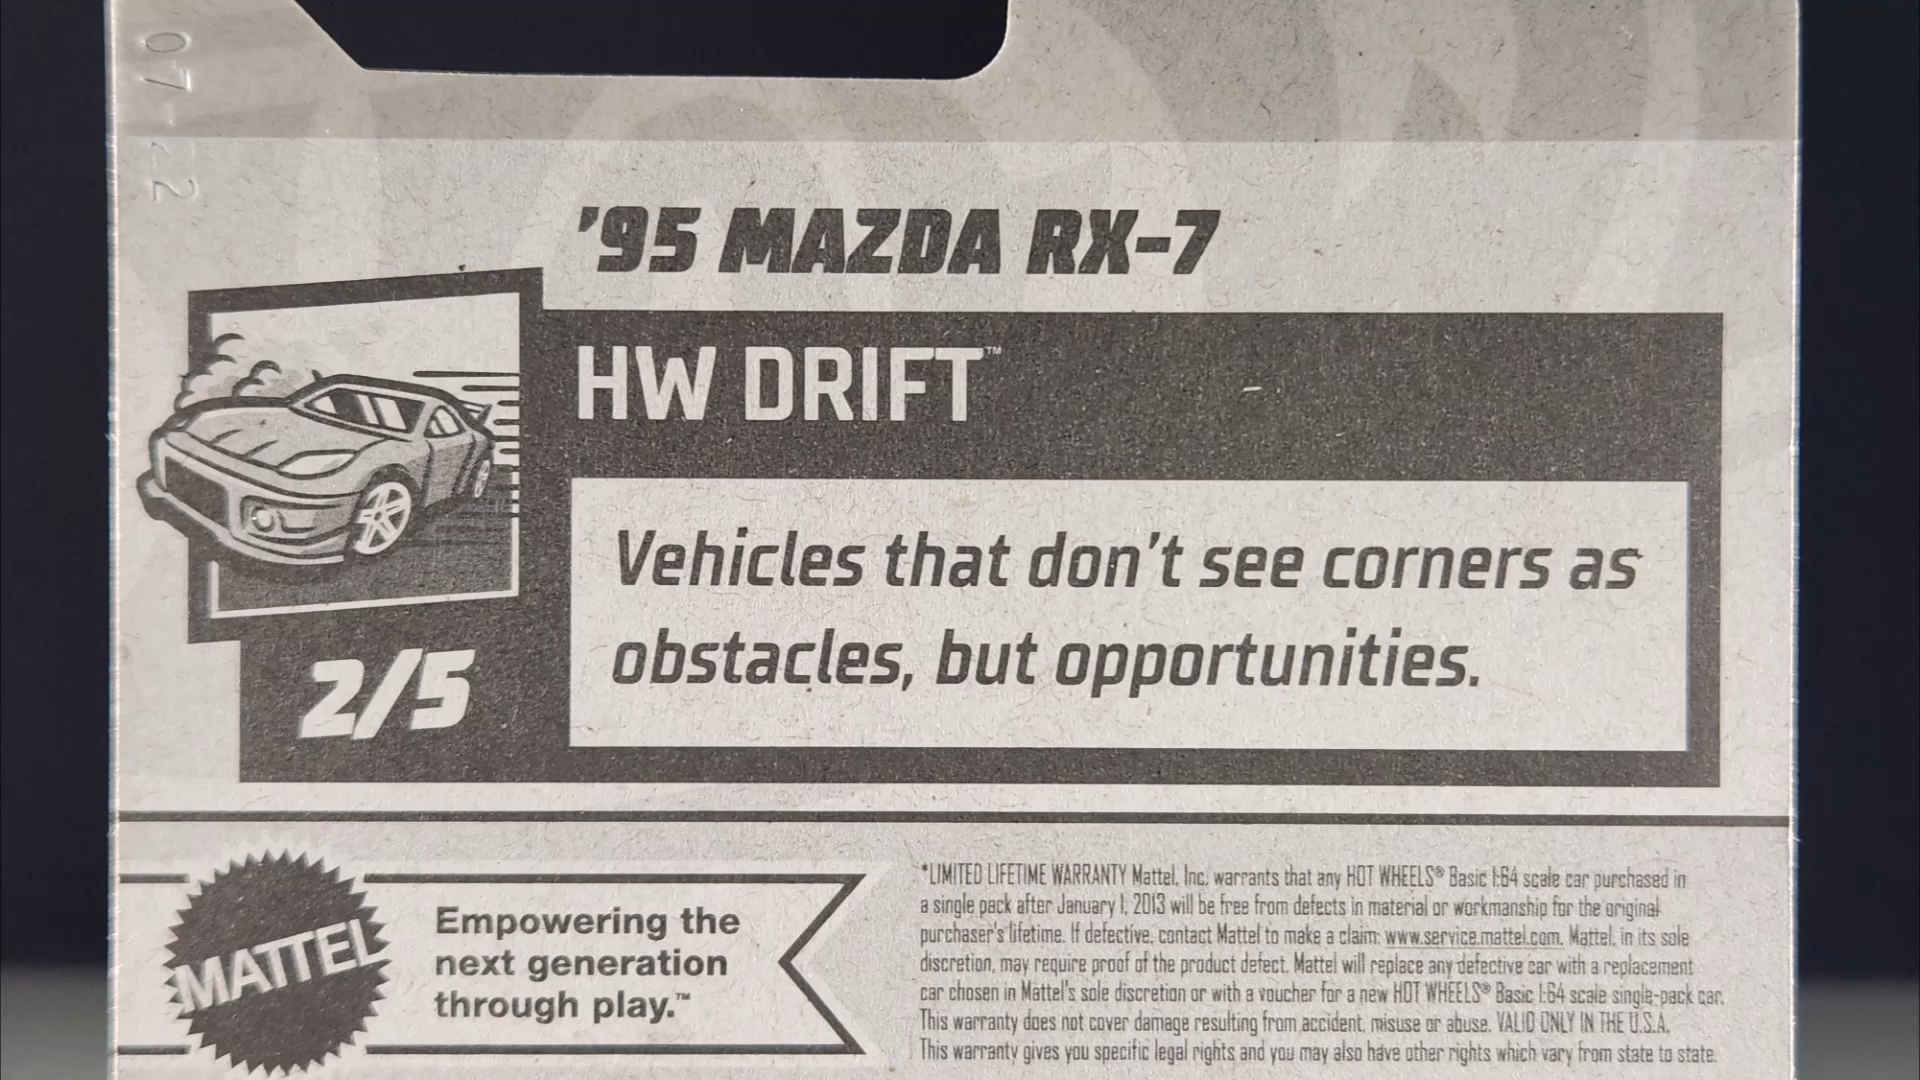 '95 MAZDA RX-7
HW DRIFT™
Vehicles that don't see corners as
obstacles, but opportunities.
2/5
MATTEL
Empowering the
next generation
through play.™
*LIMITED LIFETIME WARRANTY Mattel, Inc. warrants that any HOT WHEELS® Basic 1:64 scale car purchased in
a single pack after January 1, 2013 will be free from defects in material or workmanship for the original
purchaser's lifetime. If defective, contact Mattel to make a claim: www.service.mattel.com. Mattel, in its sole
discretion, may require proof of the product defect. Mattel will replace any defective car with a replacement
car chosen in Mattel's sole discretion or with a voucher for a new HOT WHEELS® Basic 1:64 scale single-pack car.
This warranty does not cover damage resulting from accident, misuse or abuse. VALID ONLY IN THE U.S.A.
This warranty gives you specific legal rights and you may also have other rights which vary from state to state.